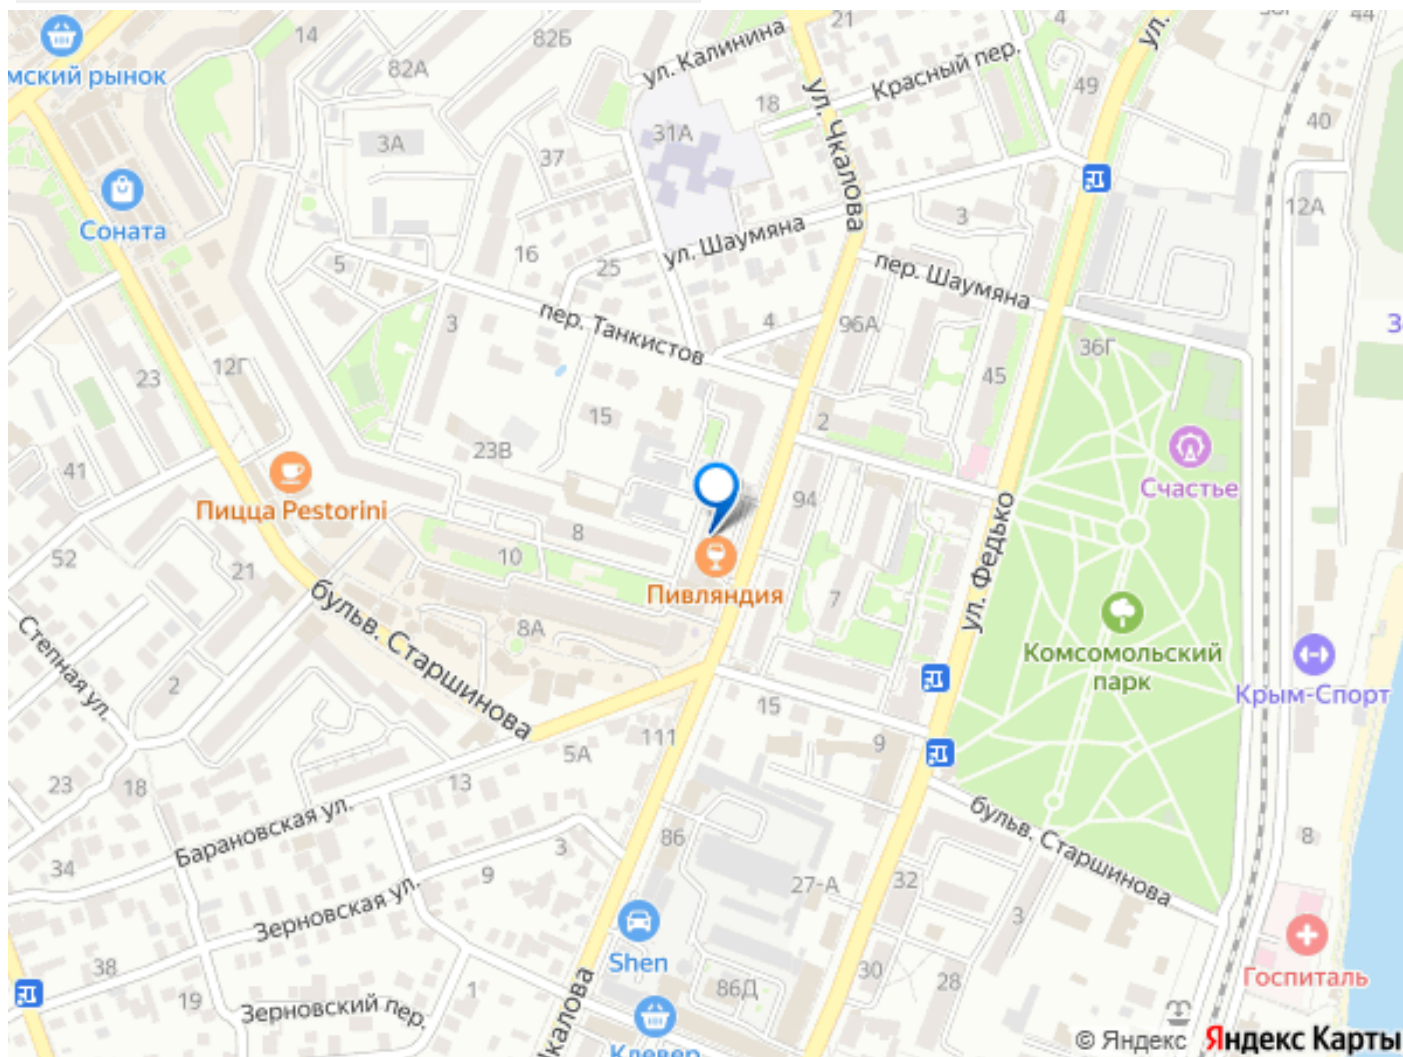 21
4
44
14
82Б
ул. Калинина
ул.
мский рынок
82А
Красный пер.
49
18
ул. Чкалова
31А
40
3А
37
Соната
3
12А
ул. Шаумяна
16
25
5
пер. Шаумяна
З
пер. Танкистов
3
4
96А
36Г
12Г
23
45
15
2
23В
41
Счастье
94
Пицца Pestorini
ул. Федько
8
10
52
21
Пивляндия
7
бульв. Старшинова
8А
Комсомольский
парк
Степная ул.
Крым-Спорт
2
15
111
9
5А
23
18
13
Барановская ул.
бульв. Старшинова
86
8
3
34
9
27-А
32
3
Зерновская ул.
Shen
Госпиталь
38
30
28
86Д
19
1
Зерновский пер.
Чкалова
Клевер
© Яндекс Яндекс Карты